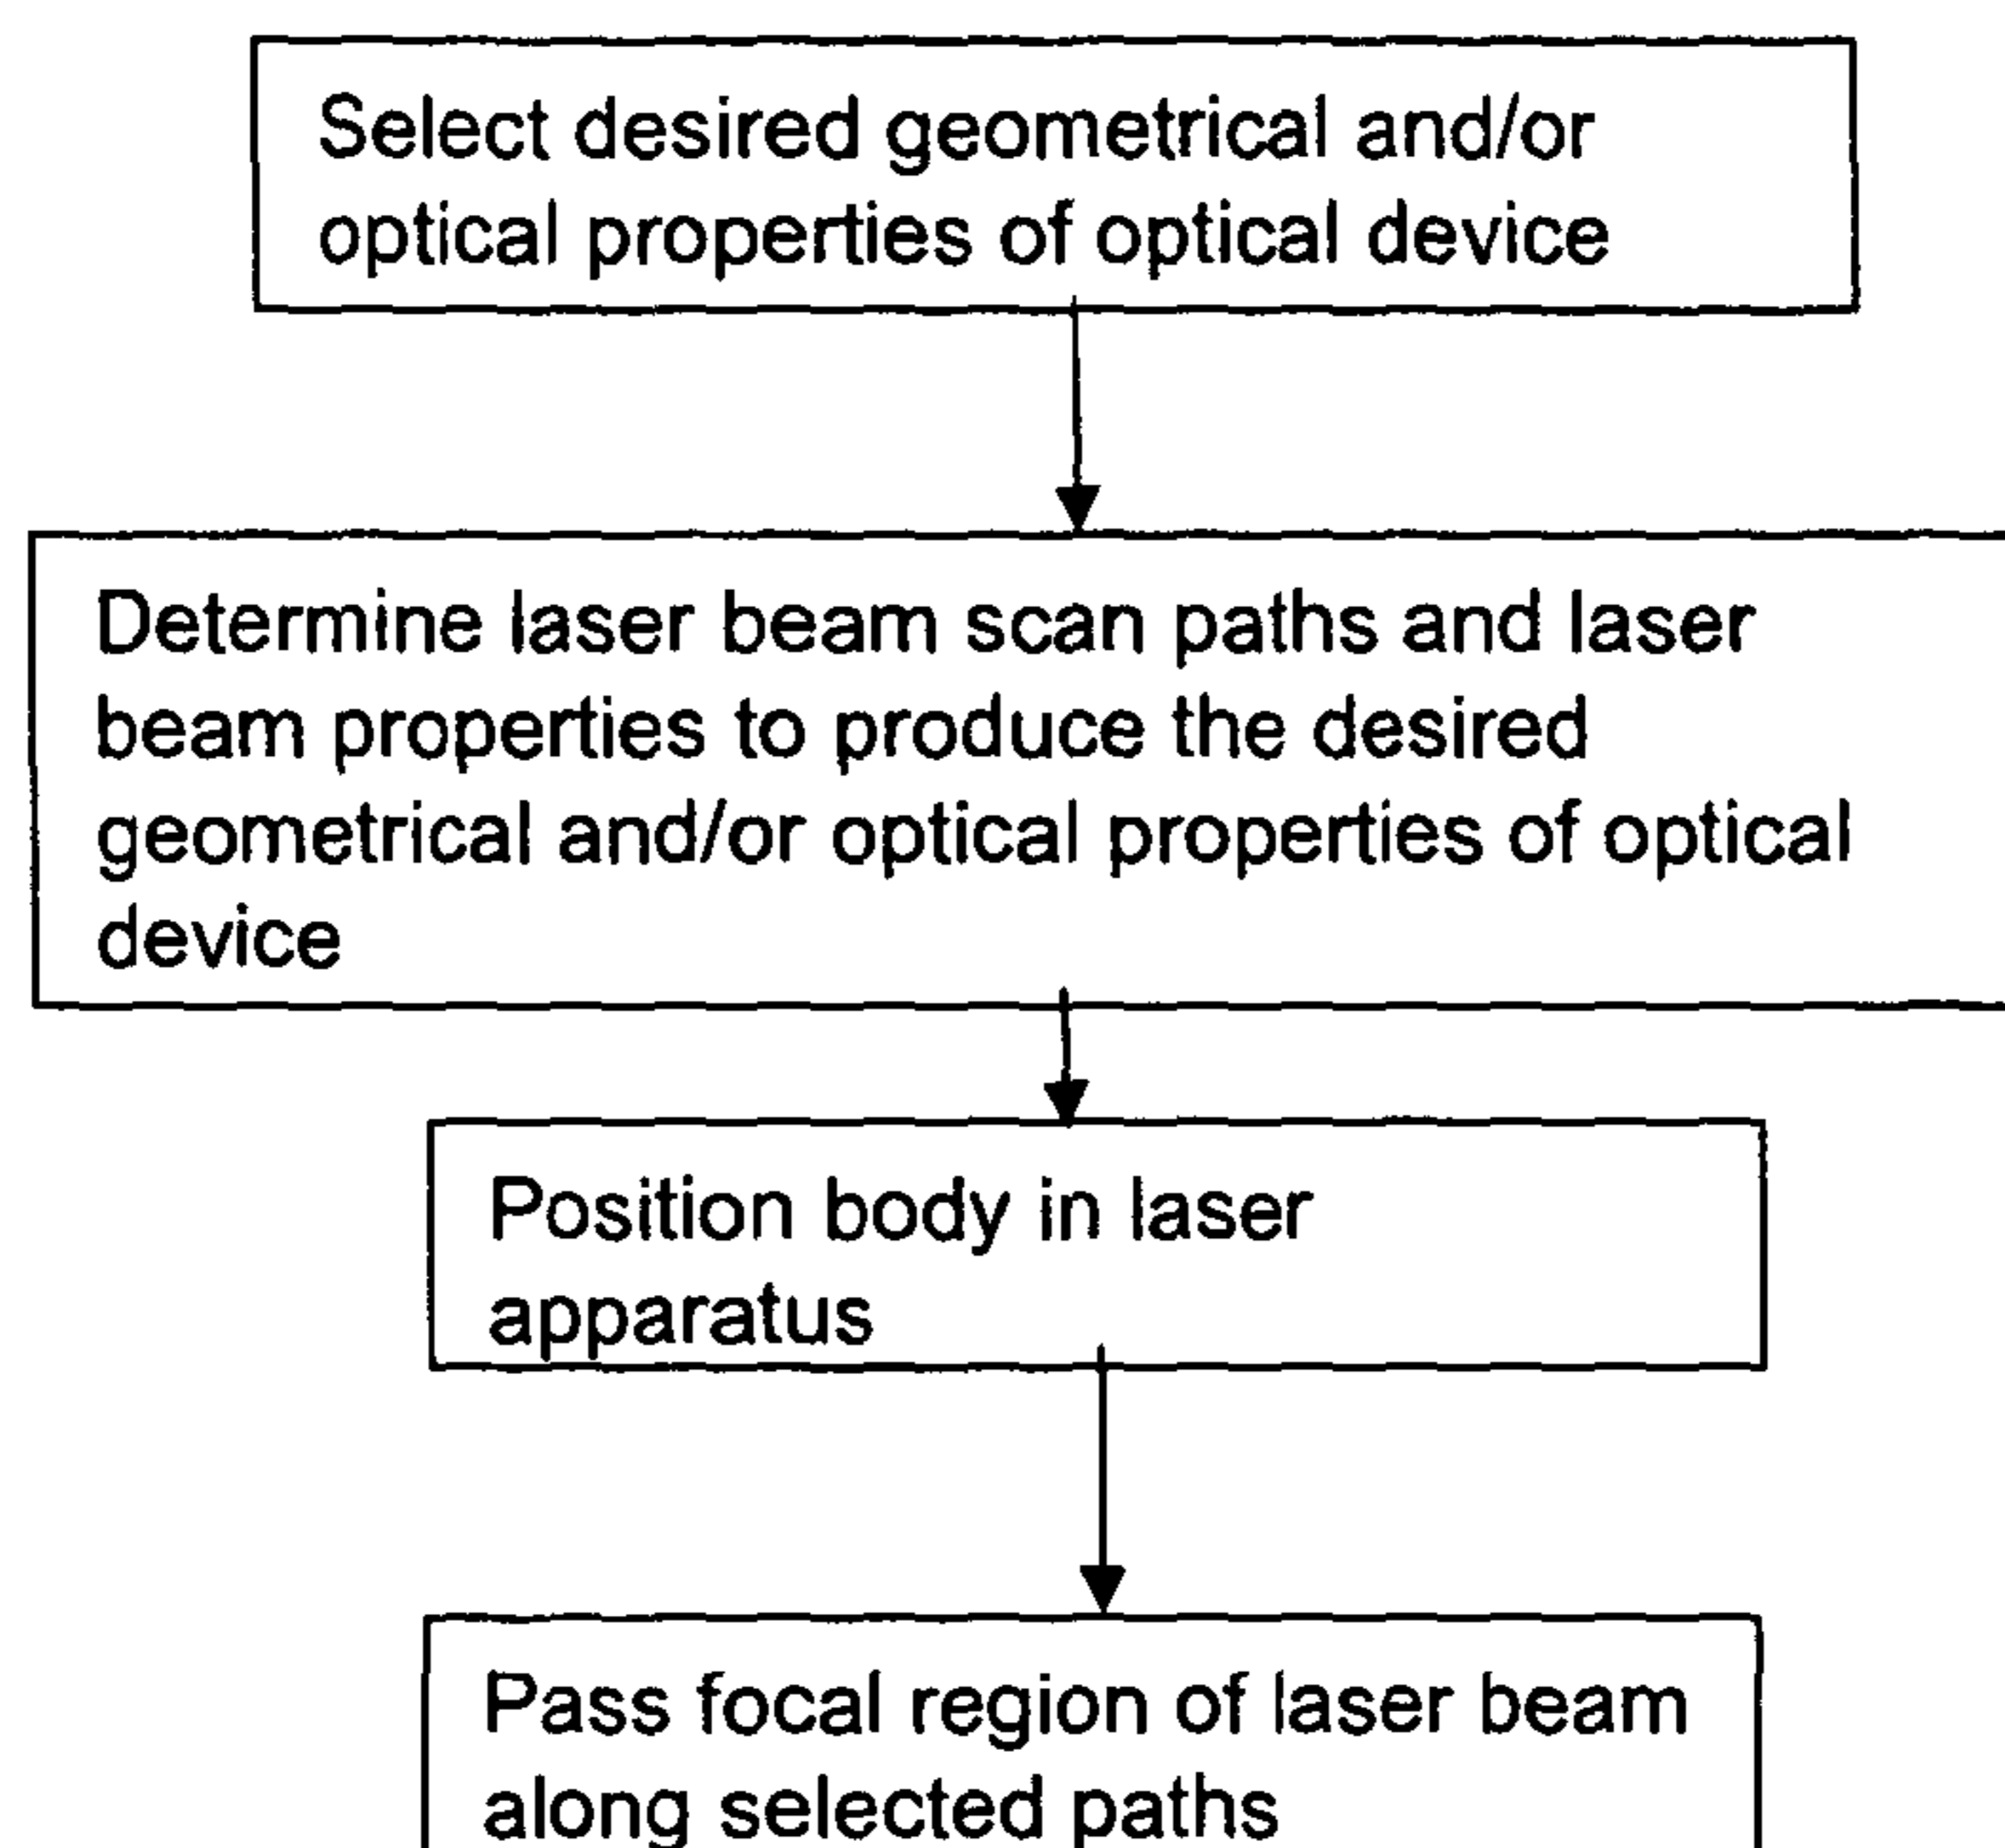 Select desired geometrical and/or
optical properties of optical device
Determine laser beam scan paths and laser
beam properties to produce the desired
geometrical and/or optical properties of optical
device
Position body in laser
apparatus
Pass focal region of laser beam
along selected paths